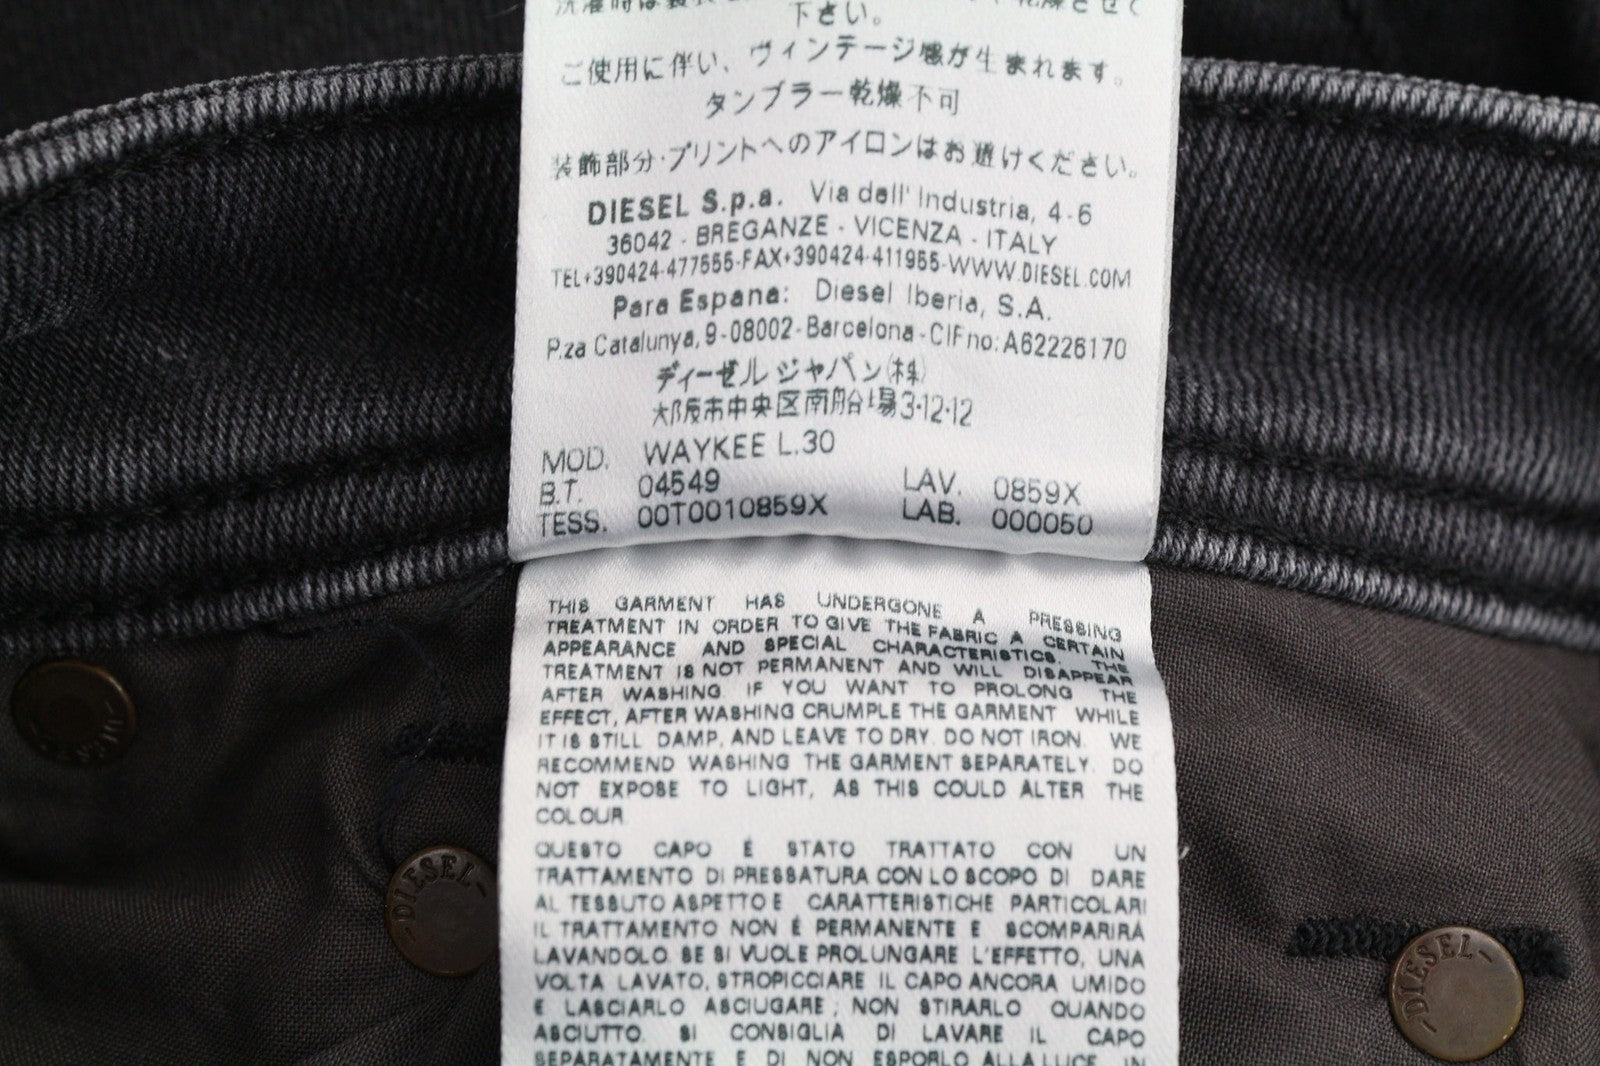 下さい。
ご使用に伴い、ヴィンテージ感が生まれます。
タンブラー乾燥不可
装飾部分・プリントへのアイロンはお避けください。
DIESEL S.p.a. Via dell' Industria, 4-6
36042 - BREGANZE - VICENZA - ITALY
TEL+390424-477555-FAX+390424-411955-WWW.DIESEL.COM
Para Espana: Diesel Iberia, S.A.
P.za Catalunya, 9-08002-Barcelona-CIF no: A62226170
ディーゼル ジャパン(株)
大阪市中央区南船場3-12-12
MOD. WAYKEE L.30
B.T. 04549 LAV. 0859X
TESS. 00T0010859X LAB. 000050
THIS GARMENT HAS UNDERGONE A PRESSING
TREATMENT IN ORDER TO GIVE THE FABRIC A CERTAIN
APPEARANCE AND SPECIAL CHARACTERISTICS. THE
TREATMENT IS NOT PERMANENT AND WILL DISAPPEAR
AFTER WASHING. IF YOU WANT TO PROLONG THE
EFFECT, AFTER WASHING CRUMPLE THE GARMENT WHILE
IT IS STILL DAMP, AND LEAVE TO DRY. DO NOT IRON. WE
RECOMMEND WASHING THE GARMENT SEPARATELY. DO
NOT EXPOSE TO LIGHT, AS THIS COULD ALTER THE
COLOUR
QUESTO CAPO É STATO TRATTATO CON UN
TRATTAMENTO DI PRESSATURA CON LO SCOPO DI DARE
AL TESSUTO ASPETTO E CARATTERISTICHE PARTICOLARI
IL TRATTAMENTO NON É PERMANENTE E SCOMPARIRÀ
LAVANDOLO. SE SI VUOLE PROLUNGARE L'EFFETTO, UNA
VOLTA LAVATO, STROPICCIARE IL CAPO ANCORA UMIDO
E LASCIARLO ASCIUGARE; NON STIRARLO QUANDO
ASCIUTTO. SI CONSIGLIA DI LAVARE IL CAPO
SEPARATAMENTE E DI NON ESPORLO ALLA LUCE, IN
DIESEL
DIESEL
DIESEL